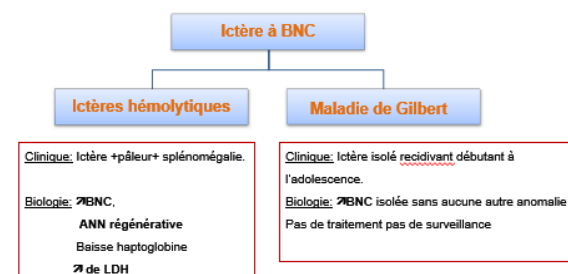 Ictère à BNC
Ictères hémolytiques
Maladie de Gilbert
Clinique: Ictère +pâleur+ splénomégalie.
Biologie: ↗BNC,
ANN régénérative
Baisse haptoglobine
↗ de LDH
Clinique: Ictère isolé recidivant débutant à
l'adolescence.
Biologie: ↗BNC isolée sans aucune autre anomalie
Pas de traitement pas de surveillance